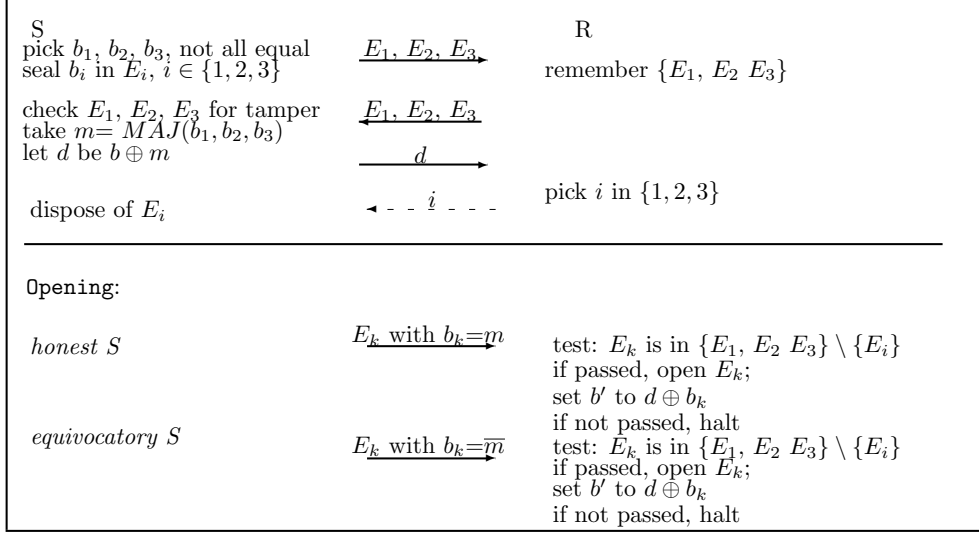 S R
pick b₁, b₂, b₃, not all equal E₁, E₂, E₃
seal bᵢ in Eᵢ, i ∈ {1, 2, 3} remember {E₁, E₂ E₃}
check E₁, E₂, E₃ for tamper E₁, E₂, E₃
take m= MAJ(b₁, b₂, b₃)
let d be b ⊕ m d
pick i in {1, 2, 3}
dispose of Eᵢ i
Opening:
honest S Eₖ with bₖ=m test: Eₖ is in {E₁, E₂ E₃} \ {Eᵢ}
if passed, open Eₖ;
set b′ to d ⊕ bₖ
if not passed, halt
equivocatory S Eₖ with bₖ=m̅ test: Eₖ is in {E₁, E₂ E₃} \ {Eᵢ}
if passed, open Eₖ;
set b′ to d ⊕ bₖ
if not passed, halt